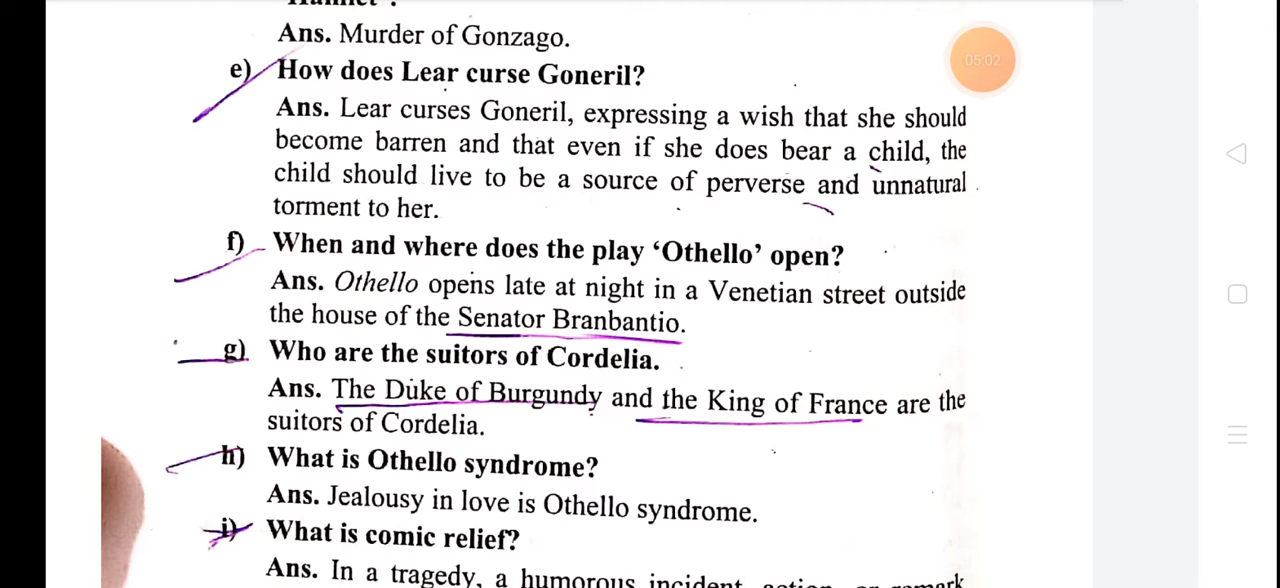 Ans. Murder of Gonzago.
05:02
e) How does Lear curse Goneril?
Ans. Lear curses Goneril, expressing a wish that she should
become barren and that even if she does bear a child, the
child should live to be a source of perverse and unnatural
torment to her.
f) When and where does the play ‘Othello’ open?
Ans. Othello opens late at night in a Venetian street outside
the house of the Senator Branbantio.
g) Who are the suitors of Cordelia.
Ans. The Duke of Burgundy and the King of France are the
suitors of Cordelia.
h) What is Othello syndrome?
Ans. Jealousy in love is Othello syndrome.
i) What is comic relief?
Ans. In a tragedy, a humorous incident, action, or remark